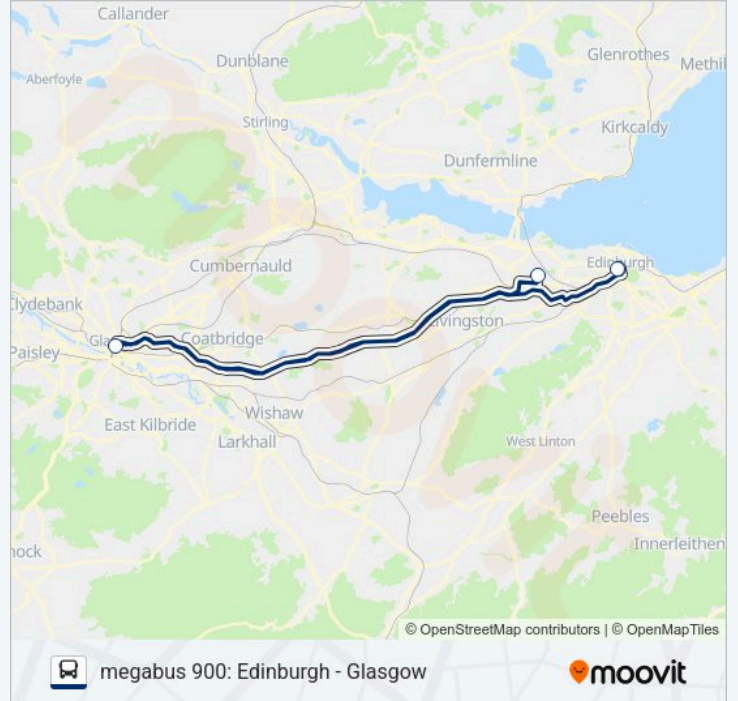 Callander
Dunblane
Aberfoyle
Glenrothes
Methil
Stirling
Kirkcaldy
Dunfermline
Cumbernauld
Edinburgh
Clydebank
Livingston
Coatbridge
Paisley
East Kilbride
Wishaw
Larkhall
West Linton
Peebles
Innerleithen
nock
© OpenStreetMap contributors | © OpenMapTiles
megabus 900: Edinburgh - Glasgow
moovit